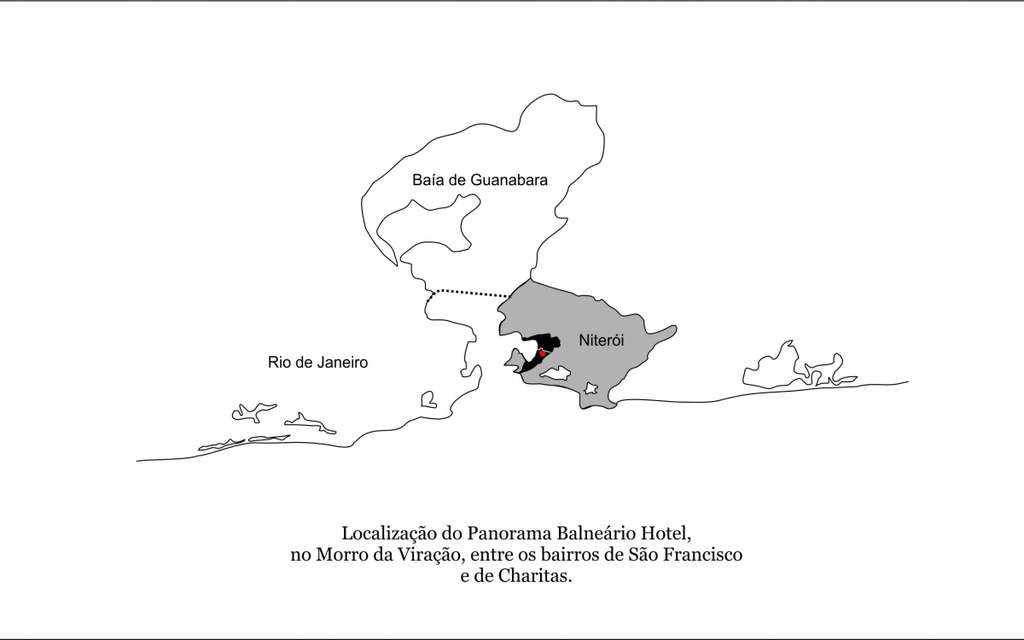 Baía de Guanabara
Niterói
Rio de Janeiro
Localização do Panorama Balneário Hotel,
no Morro da Viração, entre os bairros de São Francisco
e de Charitas.